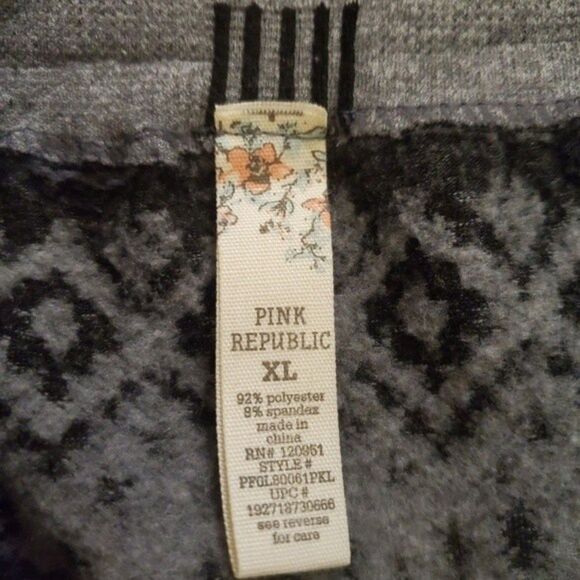 PINK
REPUBLIC
XL
92% polyester
8% spandex
made in
china
RN# 120951
STYLE #
PFGL80061PKL
UPC #
192718730666
see reverse
for care